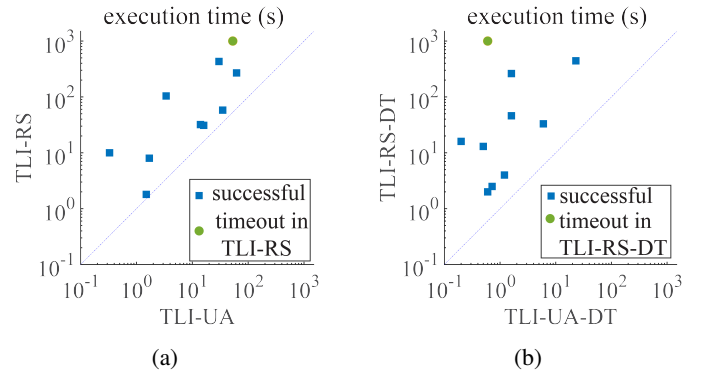 execution time (s)
10^3
10^2
10^1
10^0
10^-1
TLI-RS
successful
timeout in
TLI-RS
10^-1 10^0 10^1 10^2 10^3
TLI-UA
(a)
execution time (s)
10^3
10^2
10^1
10^0
10^-1
TLI-RS-DT
successful
timeout in
TLI-RS-DT
10^-1 10^0 10^1 10^2 10^3
TLI-UA-DT
(b)